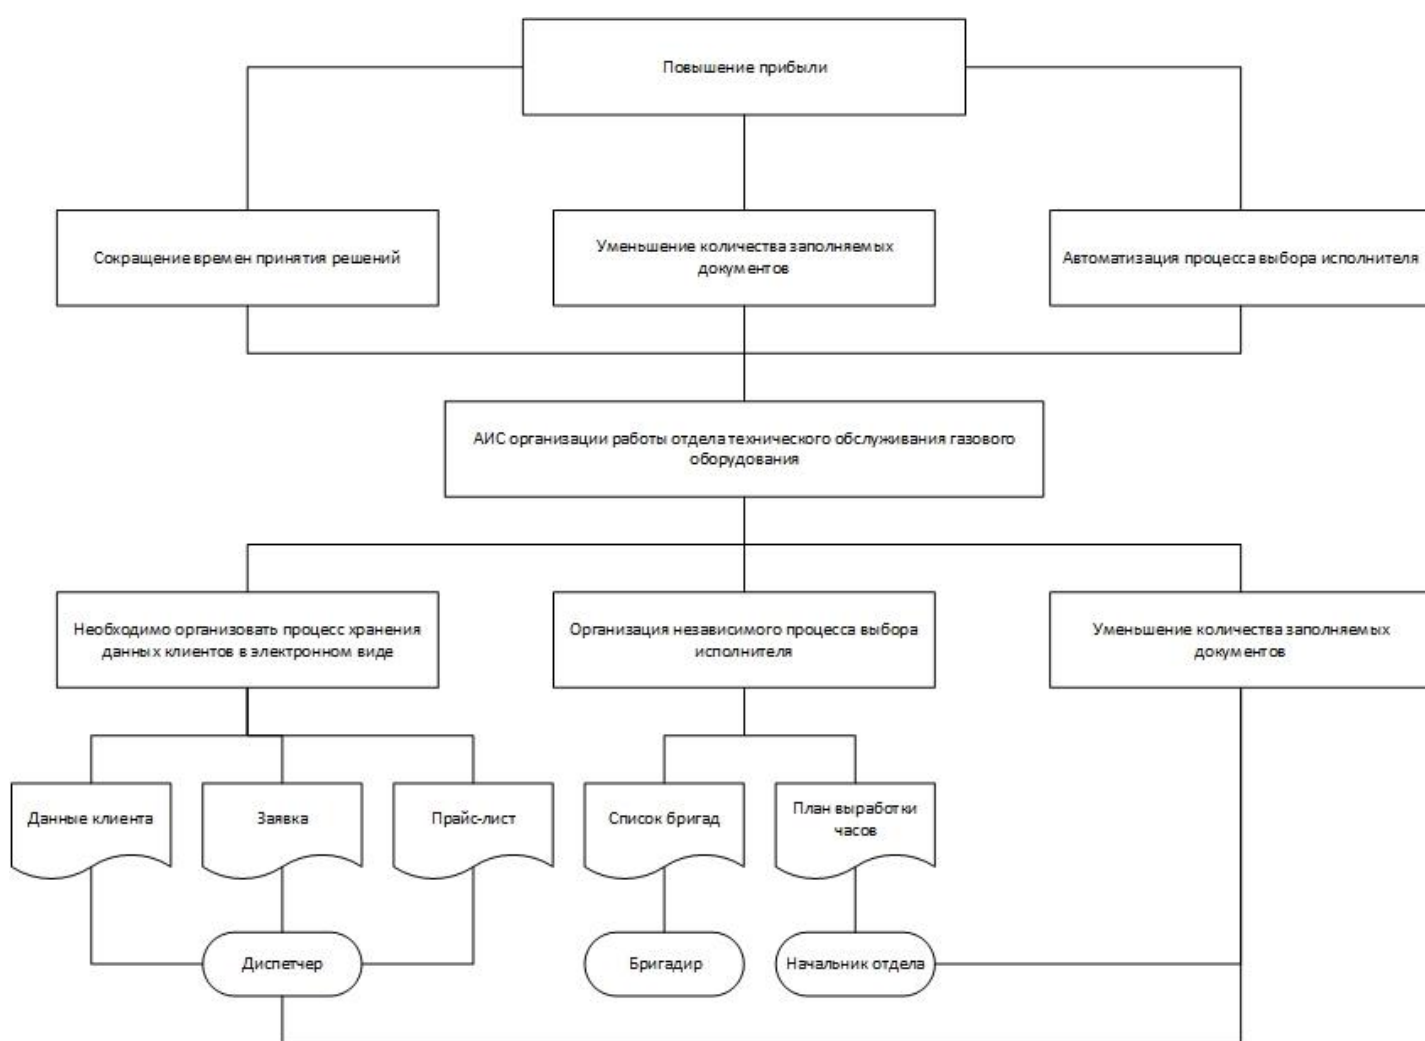 Повышение прибыли
Сокращение времен принятия решений
Уменьшение количества заполняемых
документов
Автоматизация процесса выбора исполнителя
АИС организации работы отдела технического обслуживания газового
оборудования
Необходимо организовать процесс хранения
данных клиентов в электронном виде
Организация независимого процесса выбора
исполнителя
Уменьшение количества заполняемых
документов
Данные клиента
Заявка
Прайс-лист
Список бригад
План выработки
часов
Диспетчер
Бригадир
Начальник отдела